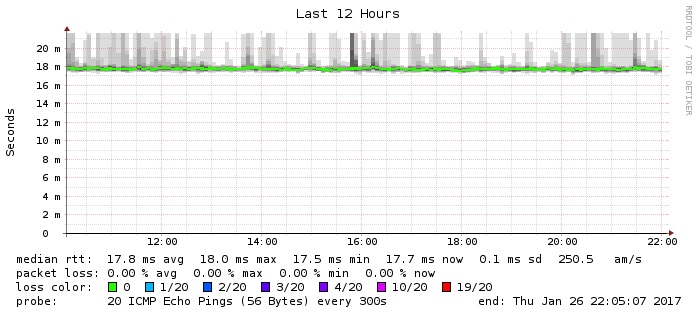 Last 12 Hours
RRDTOOL / TOBI OETIKER
Seconds
20 m
18 m
16 m
14 m
12 m
10 m
8 m
6 m
4 m
2 m
0
12:00 14:00 16:00 18:00 20:00 22:00
median rtt: 17.8 ms avg 18.0 ms max 17.5 ms min 17.7 ms now 0.1 ms sd 250.5 am/s
packet loss: 0.00 % avg 0.00 % max 0.00 % min 0.00 % now
loss color: 0 1/20 2/20 3/20 4/20 10/20 19/20
probe: 20 ICMP Echo Pings (56 Bytes) every 300s end: Thu Jan 26 22:05:07 2017